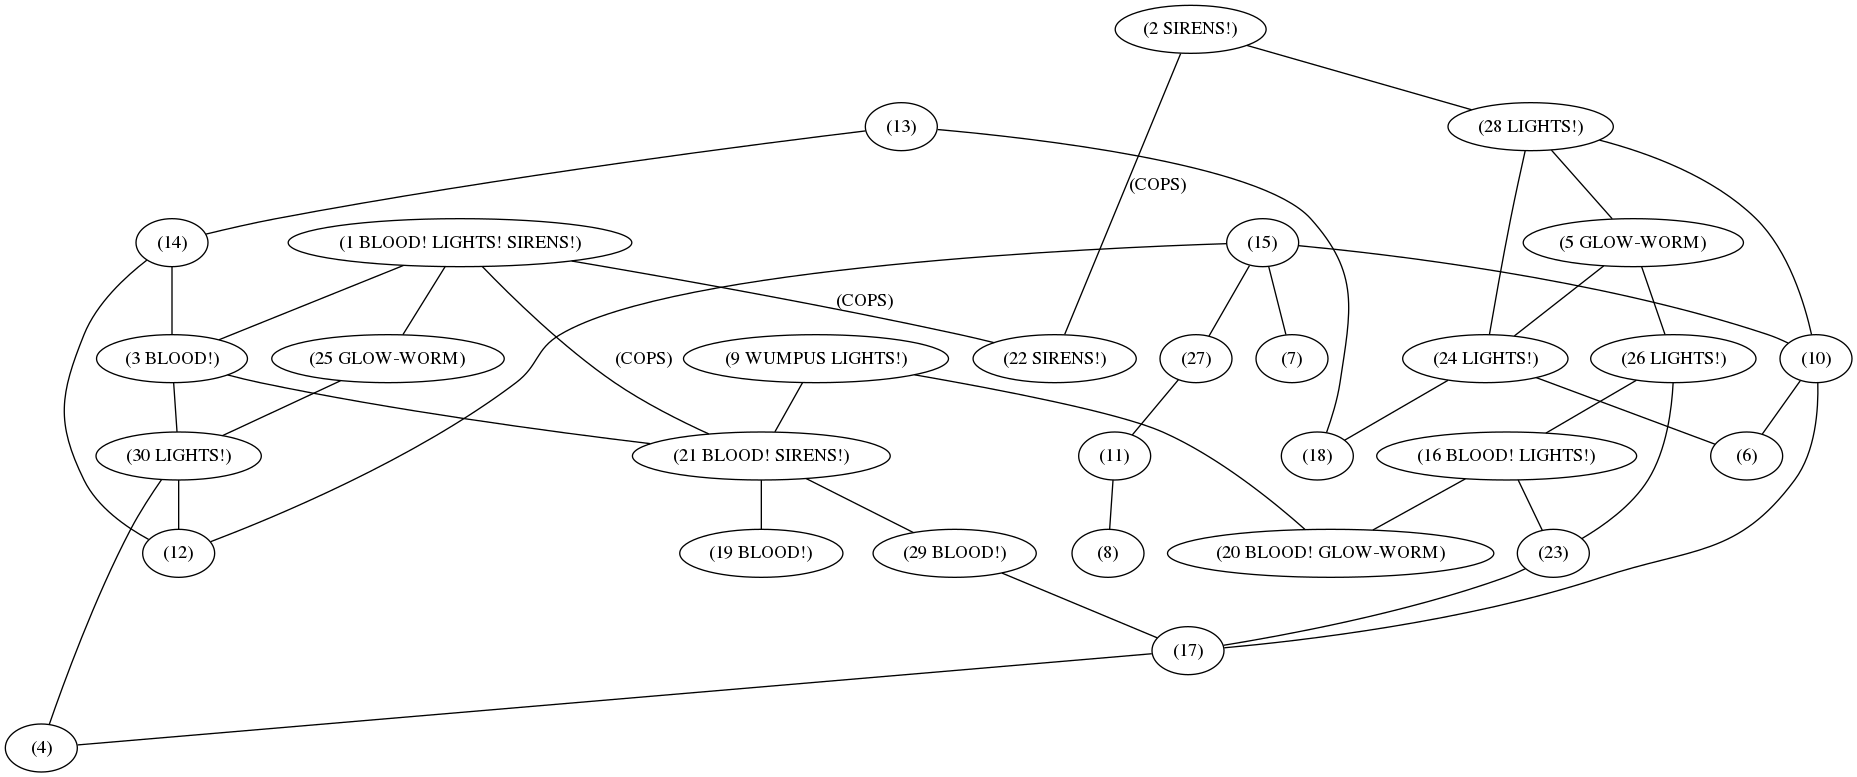 (2 SIRENS!)
(13)
(28 LIGHTS!)
(COPS)
(14)
(1 BLOOD! LIGHTS! SIRENS!)
(15)
(5 GLOW-WORM)
(COPS)
(3 BLOOD!)
(25 GLOW-WORM)
(COPS)
(9 WUMPUS LIGHTS!)
(22 SIRENS!)
(27)
(7)
(24 LIGHTS!)
(26 LIGHTS!)
(10)
(30 LIGHTS!)
(21 BLOOD! SIRENS!)
(11)
(18)
(16 BLOOD! LIGHTS!)
(6)
(12)
(19 BLOOD!)
(29 BLOOD!)
(8)
(20 BLOOD! GLOW-WORM)
(23)
(17)
(4)